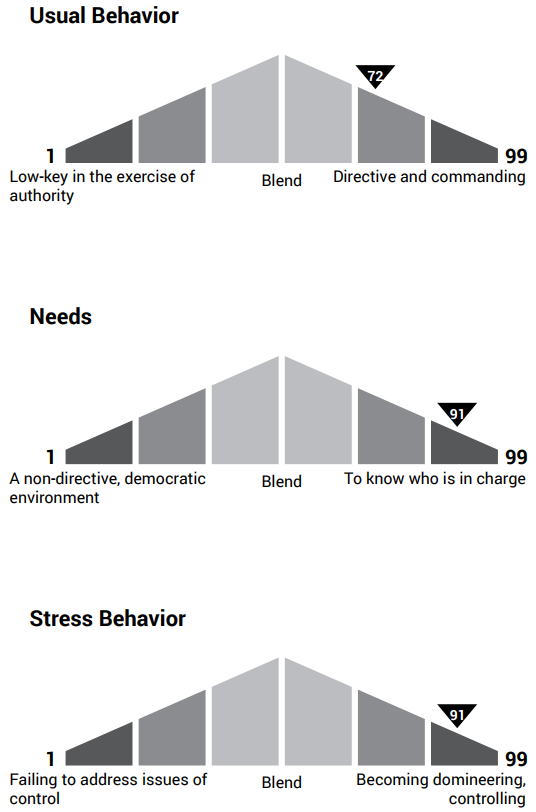 Usual Behavior
72
1
99
Low-key in the exercise of
authority
Blend
Directive and commanding
Needs
91
1
99
A non-directive, democratic
environment
Blend
To know who is in charge
Stress Behavior
91
1
99
Failing to address issues of
control
Blend
Becoming domineering,
controlling